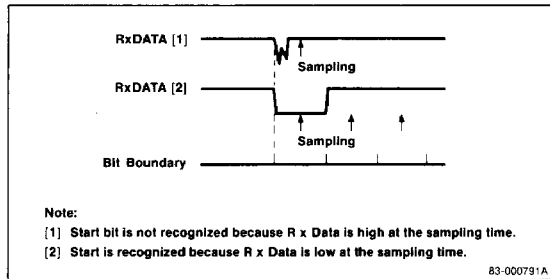 RxDATA [1]
Sampling
RxDATA [2]
Sampling
Bit Boundary
Note:
[1] Start bit is not recognized because R x Data is high at the sampling time.
[2] Start is recognized because R x Data is low at the sampling time.
83-000791A